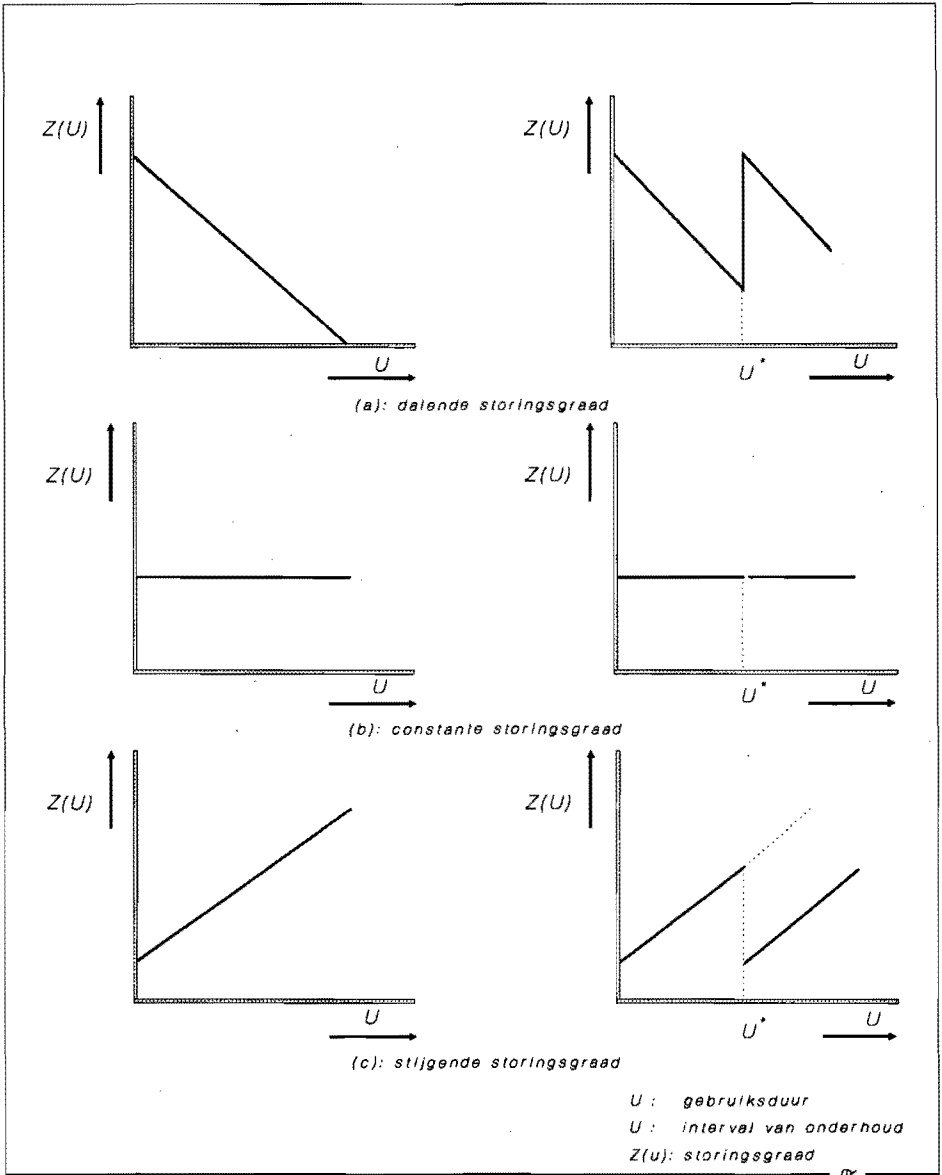 Z(U)
Z(U)
U
U*
U
(a): dalende storingsgraad
Z(U)
Z(U)
U
U*
U
(b): constante storingsgraad
Z(U)
Z(U)
U
U*
U
(c): stijgende storingsgraad
U : gebruiksduur
U : interval van onderhoud
Z(u): storingsgraad